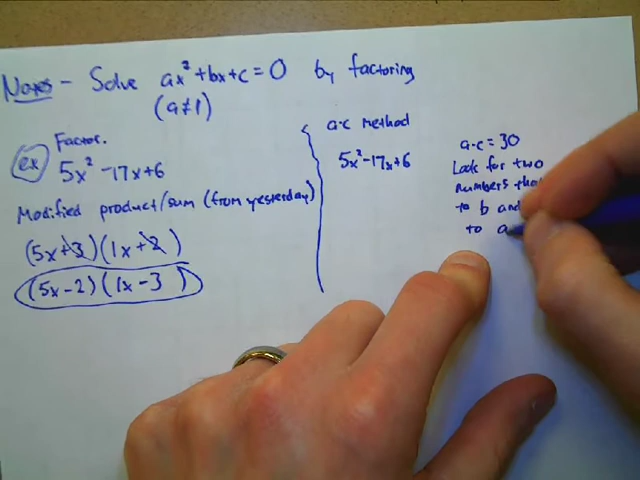 Notes - Solve ax² + bx + c = 0 by factoring
(a≠1)
ex Factor.
5x² - 17x + 6
Modified product/sum (from yesterday)
(5x+3)(1x+2)
(5x - 2)(1x - 3)
a·c method
5x² - 17x + 6
a·c = 30
Look for two
numbers
to b and
to a